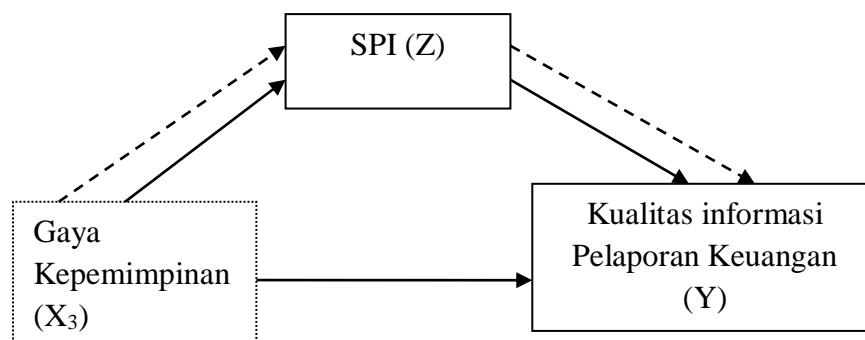 SPI (Z)
Gaya
Kepemimpinan
(X₃)
Kualitas informasi
Pelaporan Keuangan
(Y)